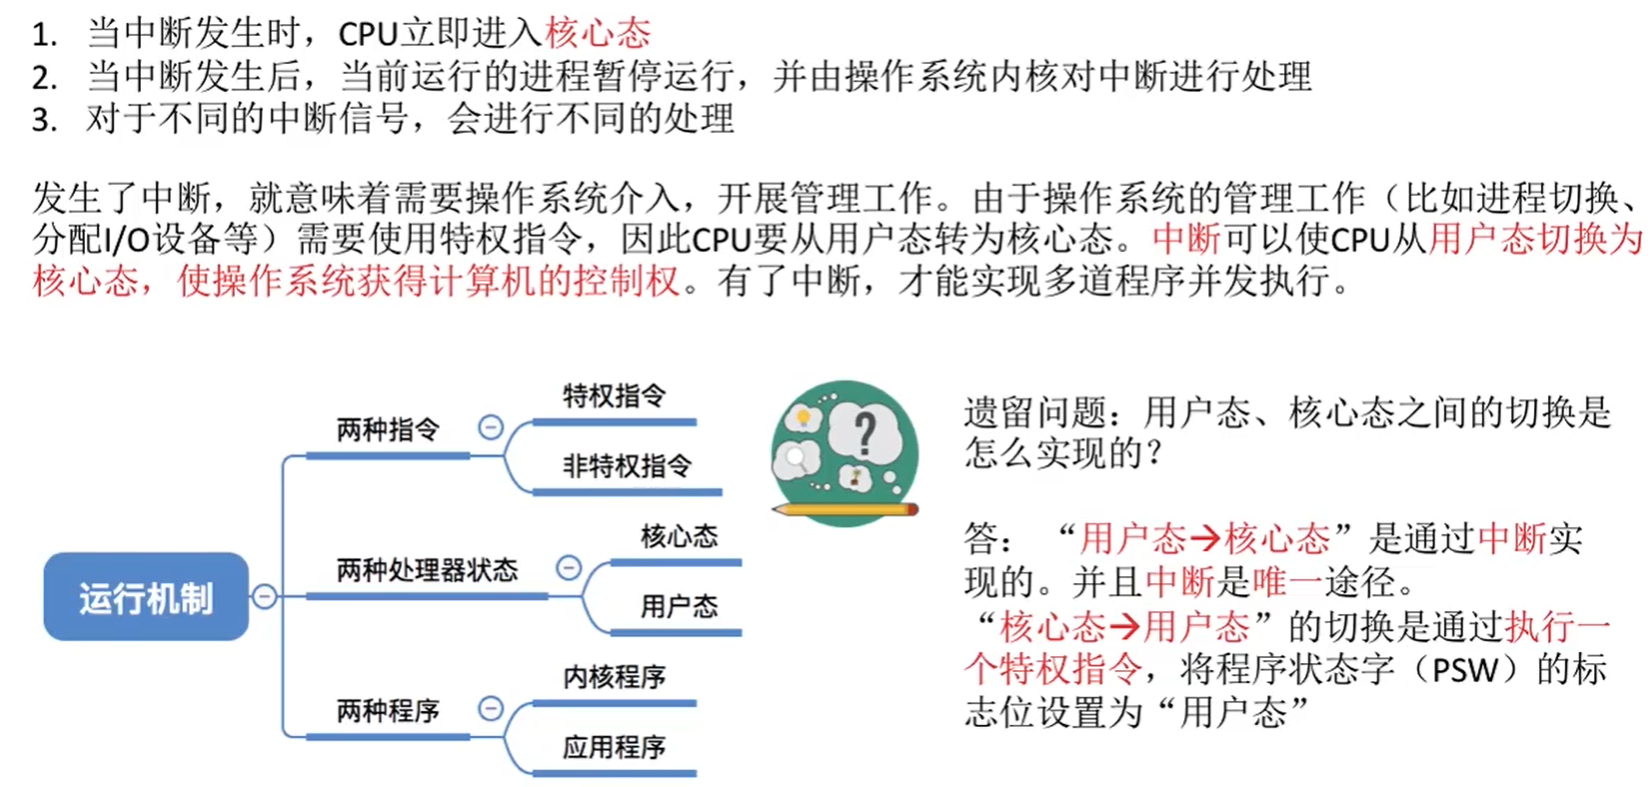 1. 当中断发生时，CPU立即进入核心态
2. 当中断发生后，当前运行的进程暂停运行，并由操作系统内核对中断进行处理
3. 对于不同的中断信号，会进行不同的处理
发生了中断，就意味着需要操作系统介入，开展管理工作。由于操作系统的管理工作（比如进程切换、
分配I/O设备等）需要使用特权指令，因此CPU要从用户态转为核心态。中断可以使CPU从用户态切换为
核心态，使操作系统获得计算机的控制权。有了中断，才能实现多道程序并发执行。
运行机制
两种指令
特权指令
非特权指令
两种处理器状态
核心态
用户态
两种程序
内核程序
应用程序
?
遗留问题：用户态、核心态之间的切换是
怎么实现的？
答：“用户态→核心态”是通过中断实
现的。并且中断是唯一途径。
“核心态→用户态”的切换是通过执行一
个特权指令，将程序状态字（PSW）的标
志位设置为“用户态”